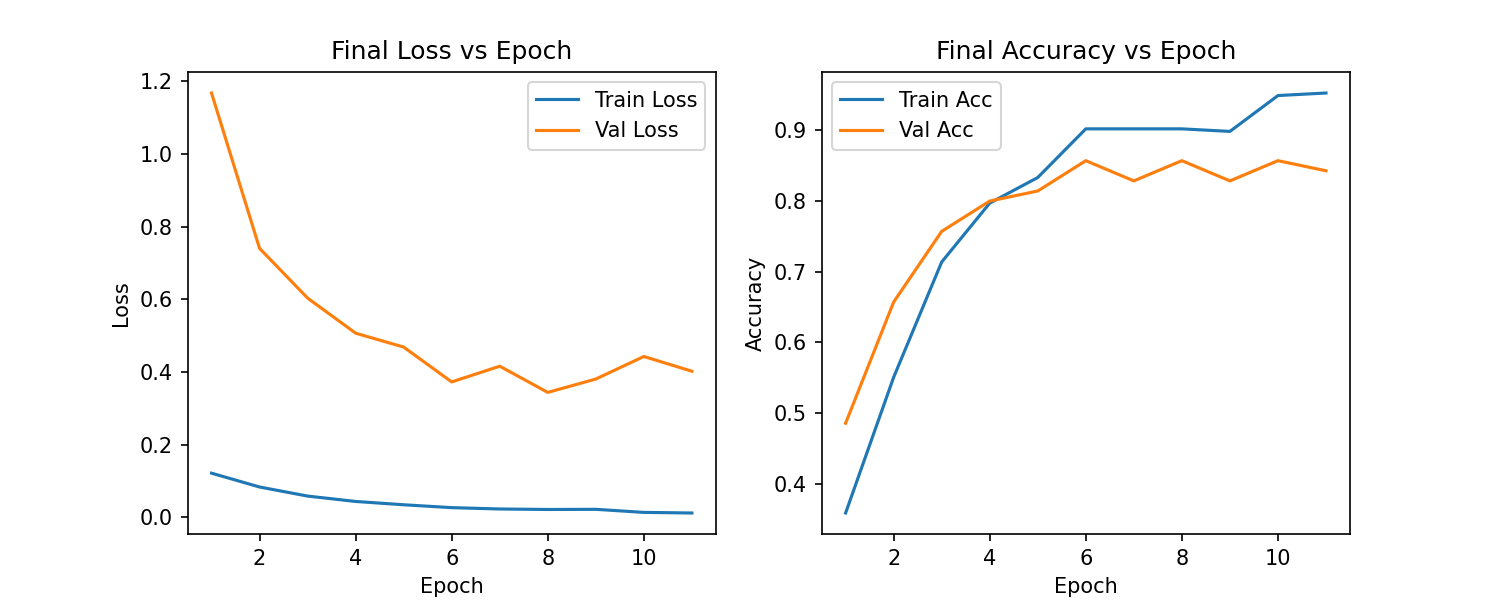 Final Loss vs Epoch
1.2
1.0
0.8
0.6
0.4
0.2
0.0
Loss
Train Loss
Val Loss
2 4 6 8 10
Epoch
Final Accuracy vs Epoch
0.9
0.8
0.7
0.6
0.5
0.4
Accuracy
Train Acc
Val Acc
2 4 6 8 10
Epoch